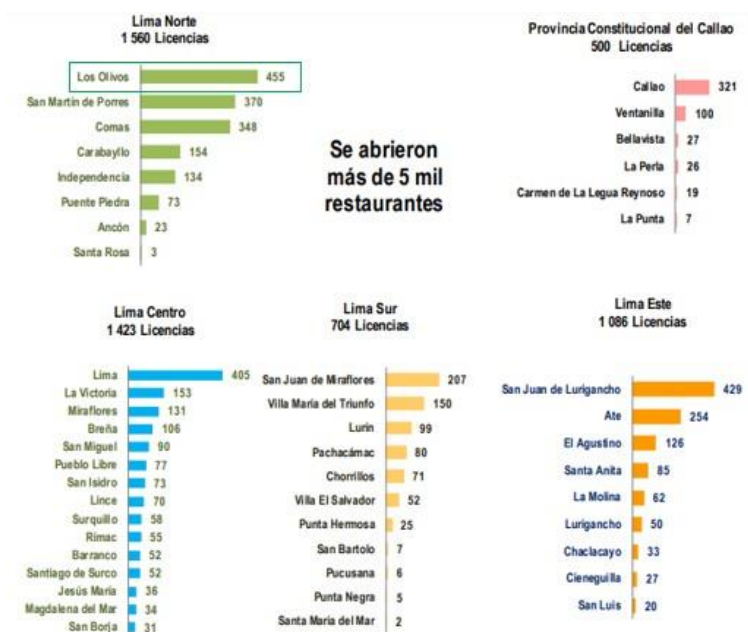 Lima Norte
1 560 Licencias
Los Olivos 455
San Martín de Porres 370
Comas 348
Carabayllo 154
Independencia 134
Puente Piedra 73
Ancón 23
Santa Rosa 3
Se abrieron
más de 5 mil
restaurantes
Provincia Constitucional del Callao
500 Licencias
Callao 321
Ventanilla 100
Bellavista 27
La Perla 26
Carmen de La Legua Reynoso 19
La Punta 7
Lima Centro
1 423 Licencias
Lima 405
La Victoria 153
Miraflores 131
Breña 106
San Miguel 90
Pueblo Libre 77
San Isidro 73
Lince 70
Surquillo 58
Rimac 55
Barranco 52
Santiago de Surco 52
Jesús María 36
Magdalena del Mar 34
San Borja 31
Lima Sur
704 Licencias
San Juan de Miraflores 207
Villa María del Triunfo 150
Lurín 99
Pachacámac 80
Chorrillos 71
Villa El Salvador 52
Punta Hermosa 25
San Bartolo 7
Pucusana 6
Punta Negra 5
Santa María del Mar 2
Lima Este
1 086 Licencias
San Juan de Lurigancho 429
Ate 254
El Agustino 126
Santa Anita 85
La Molina 62
Lurigancho 50
Chaclacayo 33
Cieneguilla 27
San Luis 20